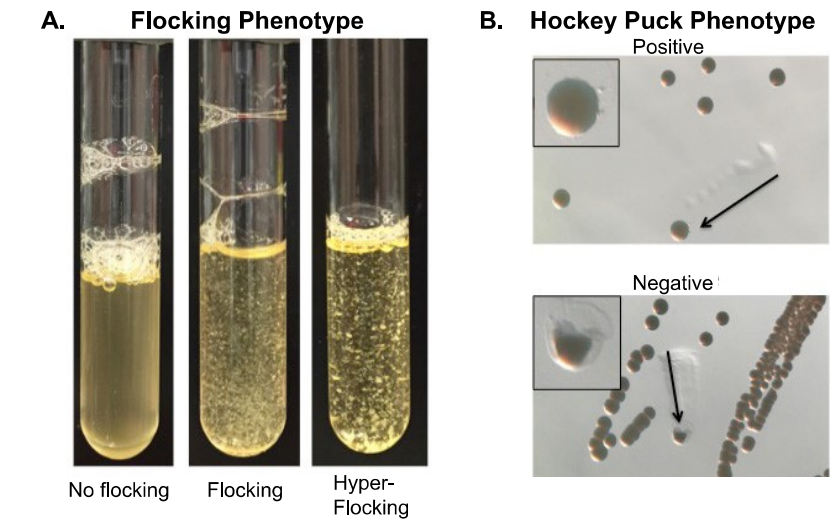 A. Flocking Phenotype
No flocking
Flocking
Hyper-
Flocking
B. Hockey Puck Phenotype
Positive
Negative